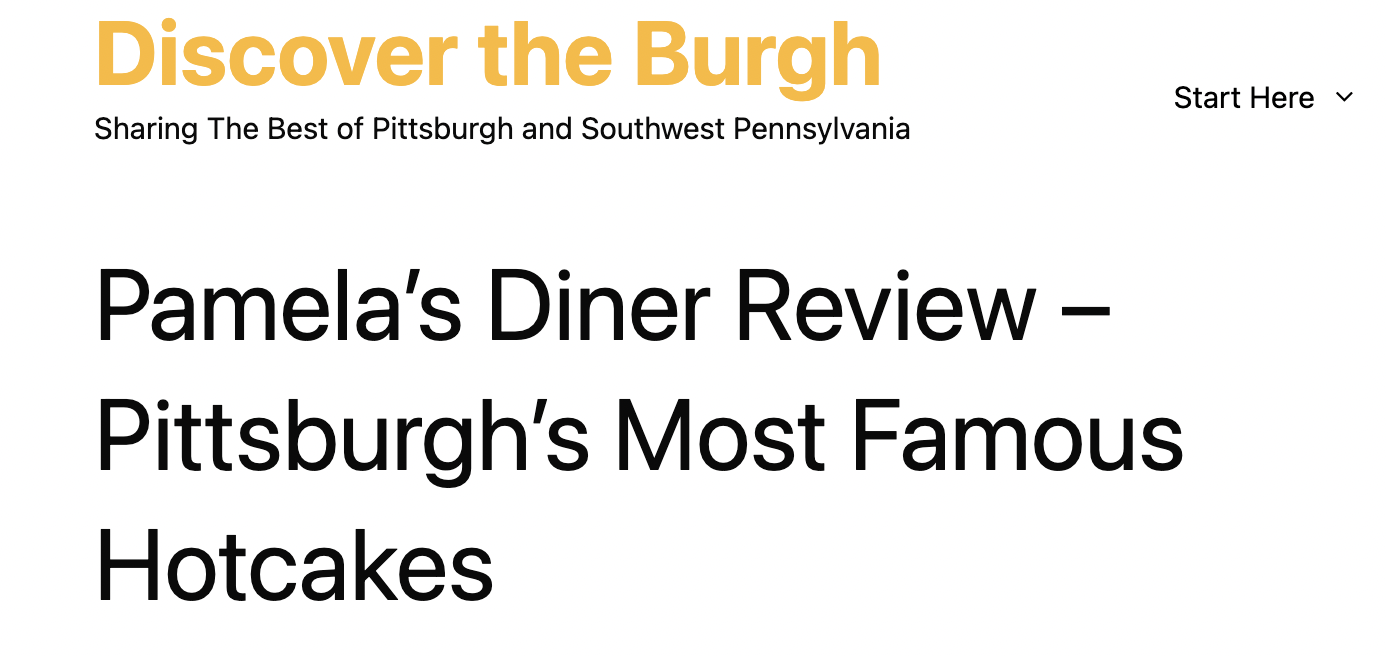 Discover the Burgh
Sharing The Best of Pittsburgh and Southwest Pennsylvania
Start Here
Pamela’s Diner Review –
Pittsburgh’s Most Famous
Hotcakes